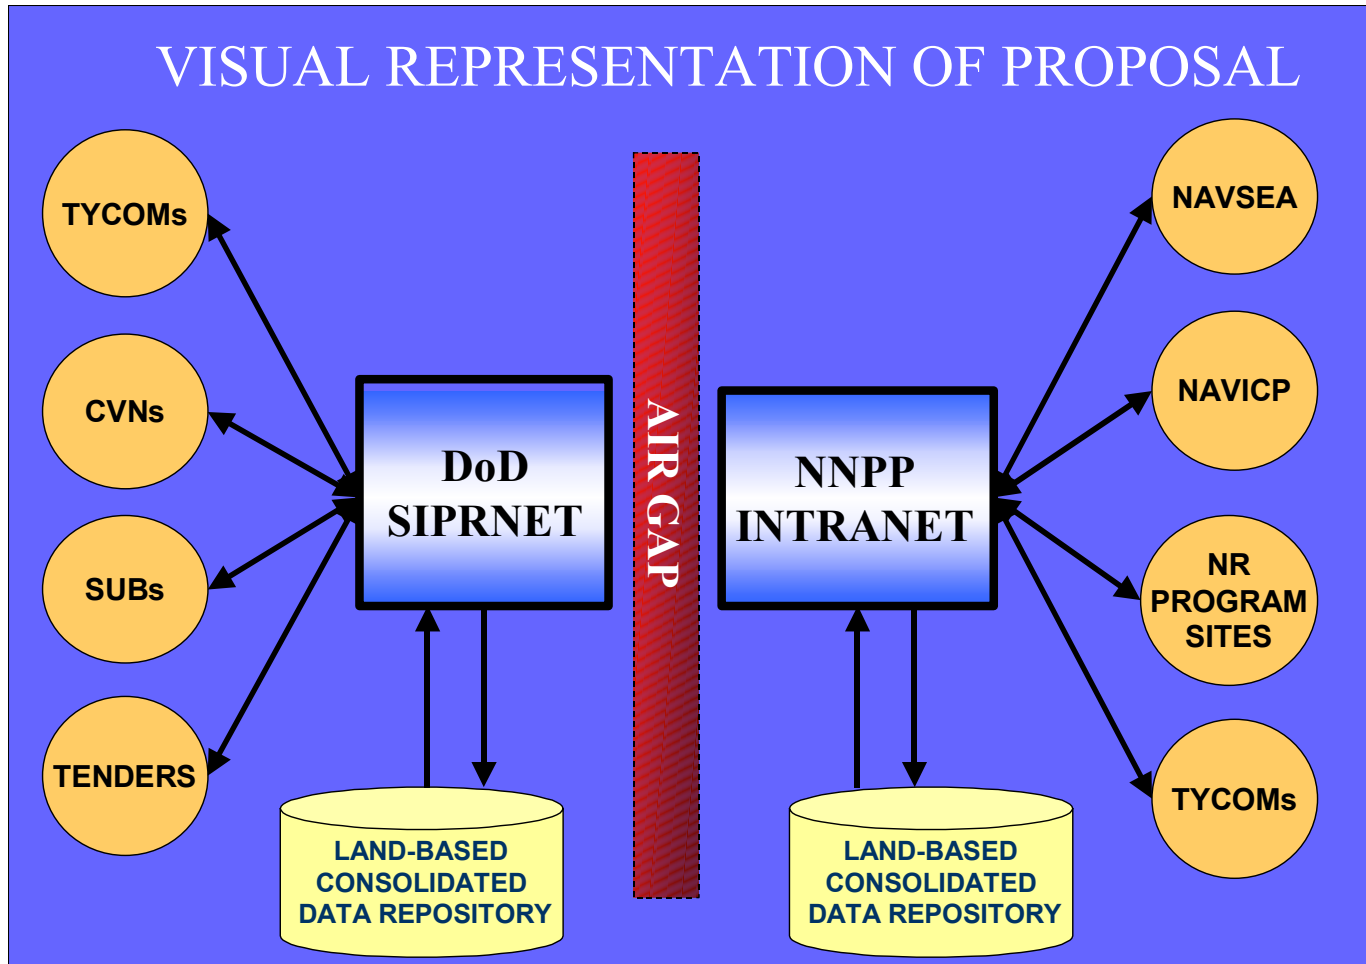 VISUAL REPRESENTATION OF PROPOSAL
TYCOMs
CVNs
SUBs
TENDERS
DoD
SIPRNET
LAND-BASED
CONSOLIDATED
DATA REPOSITORY
AIR GAP
NNPP
INTRANET
LAND-BASED
CONSOLIDATED
DATA REPOSITORY
NAVSEA
NAVICP
NR
PROGRAM
SITES
TYCOMs